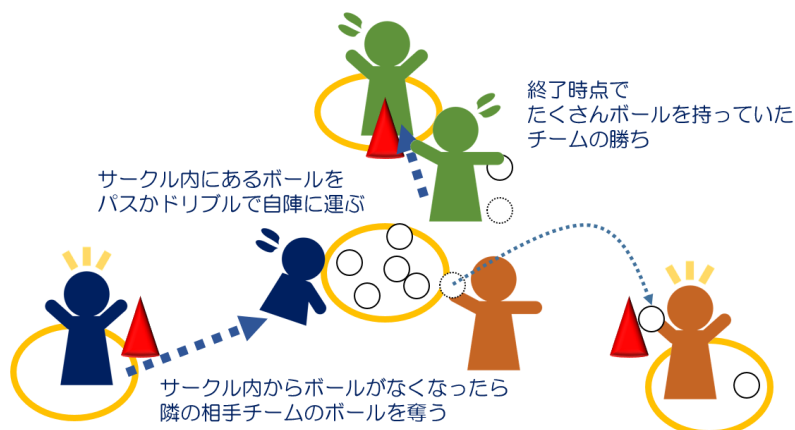 終了時点で
たくさんボールを持っていた
チームの勝ち
サークル内にあるボールを
パスかドリブルで自陣に運ぶ
サークル内からボールがなくなったら
隣の相手チームのボールを奪う